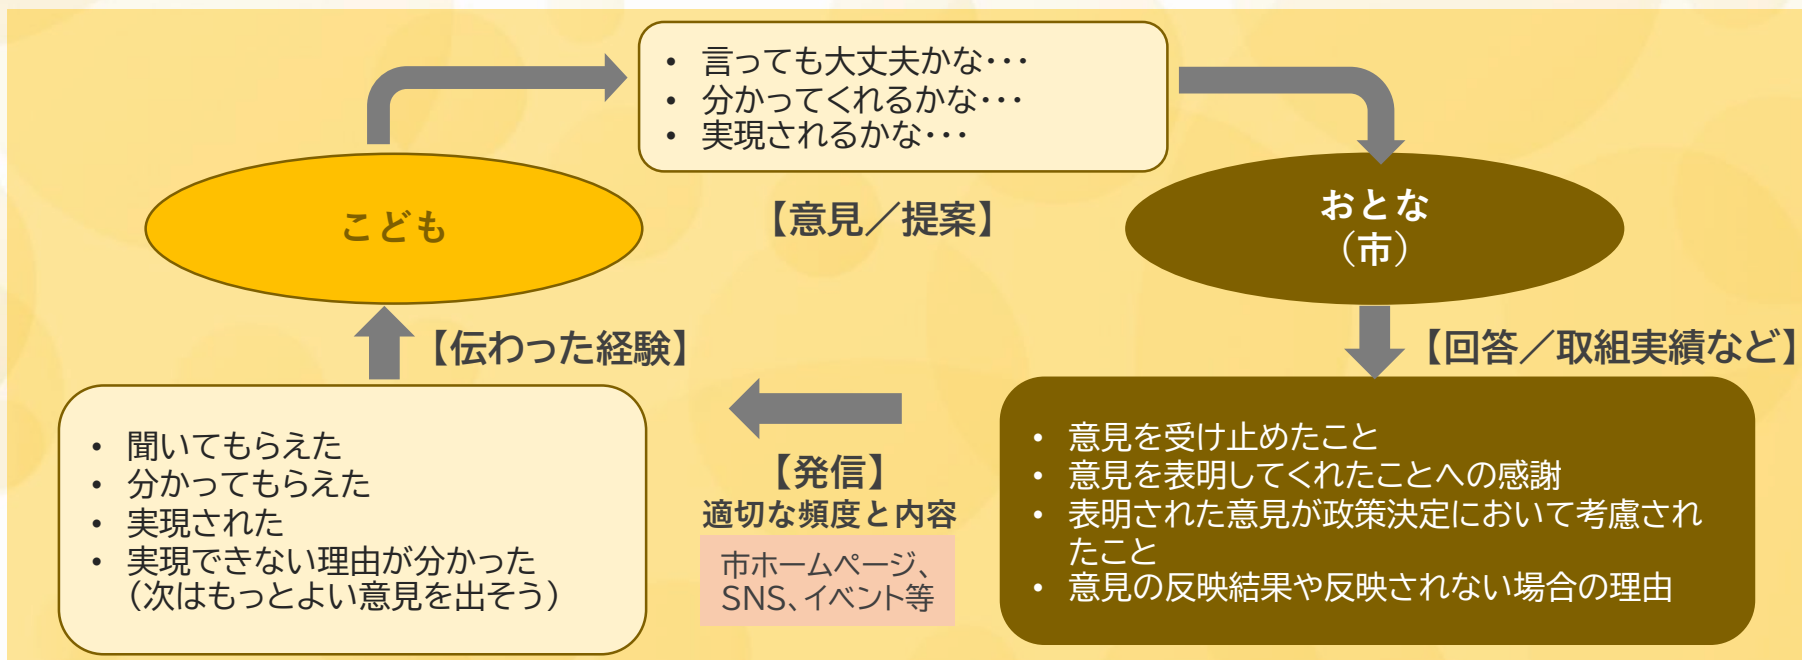 • 言っても大丈夫かな・・・
• 分かってくれるかな・・・
• 実現されるかな・・・
こども
【意見／提案】
おとな
（市）
【伝わった経験】
【回答／取組実績など】
• 聞いてもらえた
• 分かってもらえた
• 実現された
• 実現できない理由が分かった
（次はもっとよい意見を出そう）
【発信】
適切な頻度と内容
市ホームページ、
SNS、イベント等
• 意見を受け止めたこと
• 意見を表明してくれたことへの感謝
• 表明された意見が政策決定において考慮され
たこと
• 意見の反映結果や反映されない場合の理由